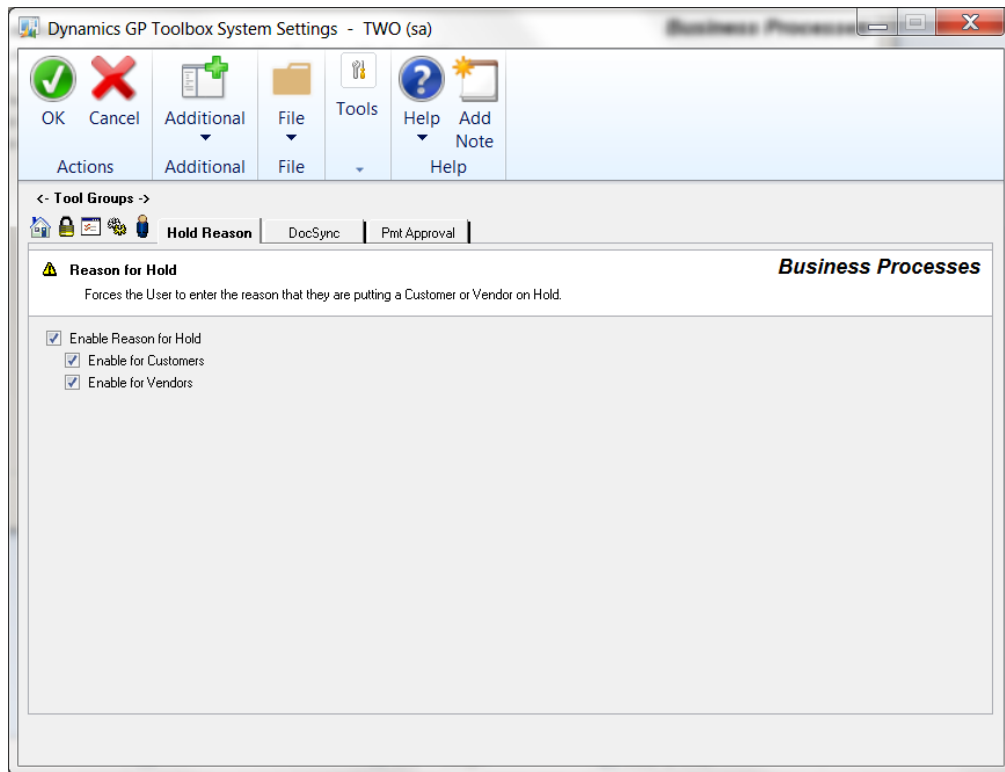 Dynamics GP Toolbox System Settings - TWO (sa)
Business Processes
OK Cancel Additional File Tools Help Add Note
Actions Additional File Help
<- Tool Groups ->
Hold Reason DocSync Pmt Approval
Reason for Hold Business Processes
Forces the User to enter the reason that they are putting a Customer or Vendor on Hold.
Enable Reason for Hold
Enable for Customers
Enable for Vendors